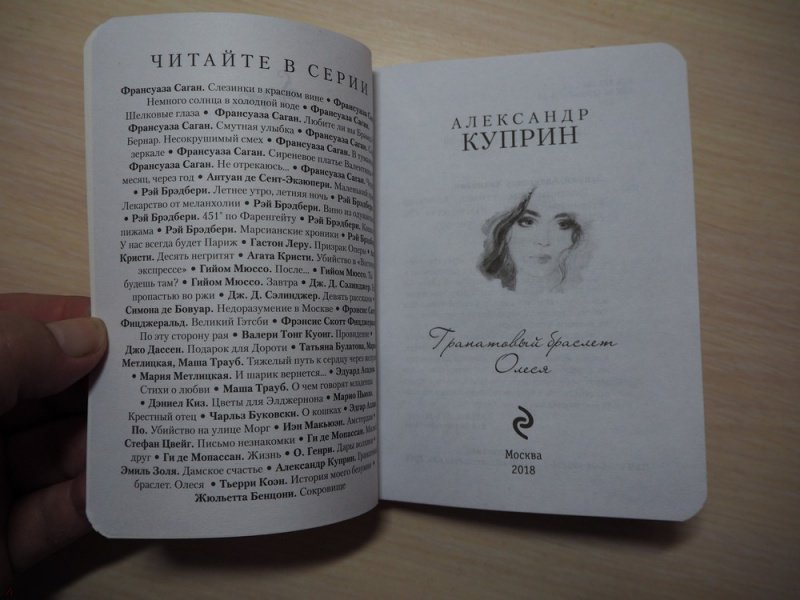 ЧИТАЙТЕ В СЕРИИ
Франсуаза Саган. Слезинки в красном вине • Франсуаза
Немного солнца в холодной воде • Франсуаза Саган.
Шелковые глаза • Франсуаза Саган. Любите ли вы
Франсуаза Саган. Смутная улыбка • Франсуаза Саган.
Бернар. Несокрушимый смех • Франсуаза Саган. В
зеркале • Франсуаза Саган. Сиреневое платье
Франсуаза Саган. Не отрекаюсь... • Франсуаза Саган.
месяц, через год • Антуан де Сент-Экзюпери. Маленький
• Рэй Брэдбери. Летнее утро, летняя ночь • Рэй Брэдбери.
Лекарство от меланхолии • Рэй Брэдбери. Вино из
• Рэй Брэдбери. 451° по Фаренгейту • Рэй Брэдбери.
пижама • Рэй Брэдбери. Марсианские хроники • Рэй
У нас всегда будет Париж • Гастон Леру. Призрак Оперы •
Кристи. Десять негритят • Агата Кристи. Убийство в
экспрессе» • Гийом Мюссо. После... • Гийом Мюссо. Ты
будешь там? • Гийом Мюссо. Завтра • Дж. Д. Сэлинджер.
пропастью во ржи • Дж. Д. Сэлинджер. Девять рассказов •
Симона де Бовуар. Недоразумение в Москве • Фрэнсис
Фицджеральд. Великий Гэтсби • Фрэнсис Скотт
По эту сторону рая • Валери Тонг Куонг. Провидение •
Джо Дассен. Подарок для Дороти • Татьяна Булатова,
Метлицкая, Маша Трауб. Тяжелый путь к сердцу через
• Мария Метлицкая. И шарик вернется... • Эдуард Асадов.
Стихи о любви • Маша Трауб. О чем говорят младенцы
• Дэниел Киз. Цветы для Элджернона • Марио Пьюзо.
Крестный отец • Чарльз Буковски. О кошках • Эдгар Аллан
По. Убийство на улице Морг • Иэн Макьюэн. Амстердам •
Стефан Цвейг. Письмо незнакомки • Ги де Мопассан. Милый
друг • Ги де Мопассан. Жизнь • О. Генри. Дары волхвов •
Эмиль Золя. Дамское счастье • Александр Куприн. Гранатовый
браслет. Олеся • Тьерри Коэн. История моего безумия •
Жюльетта Бенцони. Сокровище
АЛЕКСАНДР
КУПРИН
Гранатовый браслет
Олеся
Москва
2018